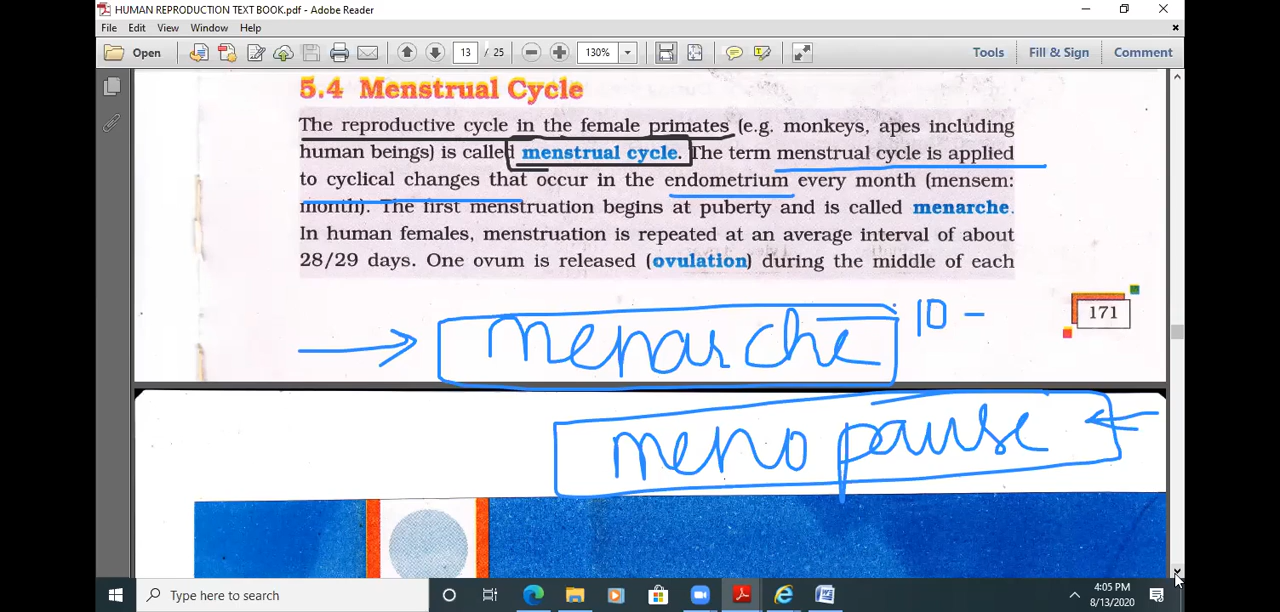 HUMAN REPRODUCTION TEXT BOOK.pdf - Adobe Reader
File Edit View Window Help
Open 13 / 25 130% Tools Fill & Sign Comment
5.4 Menstrual Cycle
The reproductive cycle in the female primates (e.g. monkeys, apes including
human beings) is called menstrual cycle. The term menstrual cycle is applied
to cyclical changes that occur in the endometrium every month (mensem:
month). The first menstruation begins at puberty and is called menarche.
In human females, menstruation is repeated at an average interval of about
28/29 days. One ovum is released (ovulation) during the middle of each
171
menarche 10 -
menopause
Type here to search
4:05 PM
8/13/2020